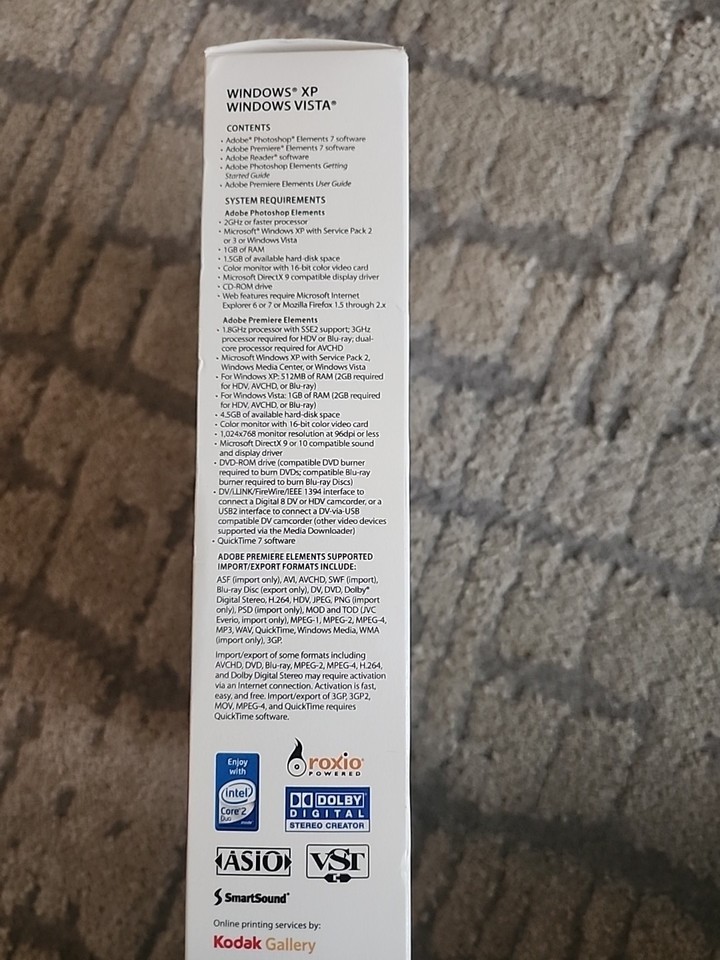 WINDOWS® XP
WINDOWS VISTA®
CONTENTS
• Adobe® Photoshop® Elements 7 software
• Adobe Premiere® Elements 7 software
• Adobe Reader® software
• Adobe Photoshop Elements Getting
Started Guide
• Adobe Premiere Elements User Guide
SYSTEM REQUIREMENTS
Adobe Photoshop Elements
• 2GHz or faster processor
• Microsoft® Windows XP with Service Pack 2
or 3 or Windows Vista
• 1GB of RAM
• 1.5GB of available hard-disk space
• Color monitor with 16-bit color video card
• Microsoft DirectX 9 compatible display driver
• CD-ROM drive
• Web features require Microsoft Internet
Explorer 6 or 7 or Mozilla Firefox 1.5 through 2.x
Adobe Premiere Elements
• 1.8GHz processor with SSE2 support; 3GHz
processor required for HDV or Blu-ray; dual-
core processor required for AVCHD
• Microsoft Windows XP with Service Pack 2,
Windows Media Center, or Windows Vista
• For Windows XP: 512MB of RAM (2GB required
for HDV, AVCHD, or Blu-ray)
• For Windows Vista: 1GB of RAM (2GB required
for HDV, AVCHD, or Blu-ray)
• 4.5GB of available hard-disk space
• Color monitor with 16-bit color video card
• 1,024x768 monitor resolution at 96dpi or less
• Microsoft DirectX 9 or 10 compatible sound
and display driver
• DVD-ROM drive (compatible DVD burner
required to burn DVDs; compatible Blu-ray
burner required to burn Blu-ray Discs)
• DV/i.LINK/FireWire/IEEE 1394 interface to
connect a Digital 8 DV or HDV camcorder, or a
USB2 interface to connect a DV-via-USB
compatible DV camcorder (other video devices
supported via the Media Downloader)
• QuickTime 7 software
ADOBE PREMIERE ELEMENTS SUPPORTED
IMPORT/EXPORT FORMATS INCLUDE:
ASF (import only), AVI, AVCHD, SWF (import),
Blu-ray Disc (export only), DV, DVD, Dolby®
Digital Stereo, H.264, HDV, JPEG, PNG (import
only), PSD (import only), MOD and TOD (JVC
Everio, import only), MPEG-1, MPEG-2, MPEG-4,
MP3, WAV, QuickTime, Windows Media, WMA
(import only), 3GP.
Import/export of some formats including
AVCHD, DVD, Blu-ray, MPEG-2, MPEG-4, H.264,
and Dolby Digital Stereo may require activation
via an Internet connection. Activation is fast,
easy, and free. Import/export of 3GP, 3GP2,
MOV, MPEG-4, and QuickTime requires
QuickTime software.
Enjoy
with
intel
Core™2
Duo
inside™
roxio®
POWERED
DOLBY
DIGITAL
STEREO CREATOR
ASIO
VST
SmartSound®
Online printing services by:
Kodak Gallery